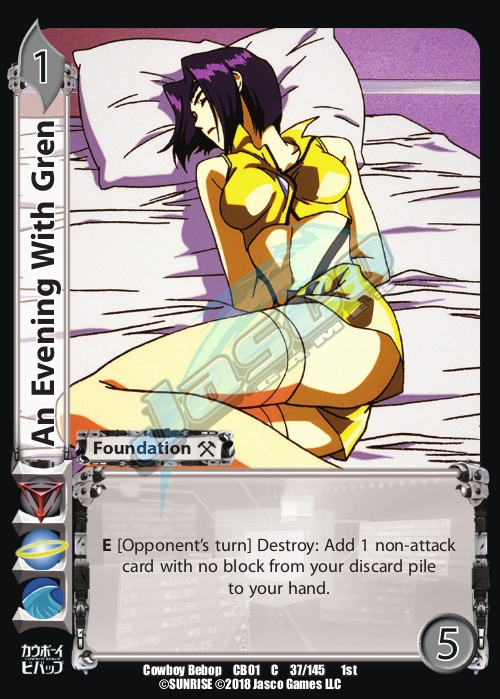 1
An Evening With Gren
JASCO
GAMES
Foundation
E [Opponent's turn] Destroy: Add 1 non-attack
card with no block from your discard pile
to your hand.
5
カウボーイ
ビバップ
Cowboy Bebop CB01 C 37/145 1st
©SUNRISE ©2018 Jasco Games LLC